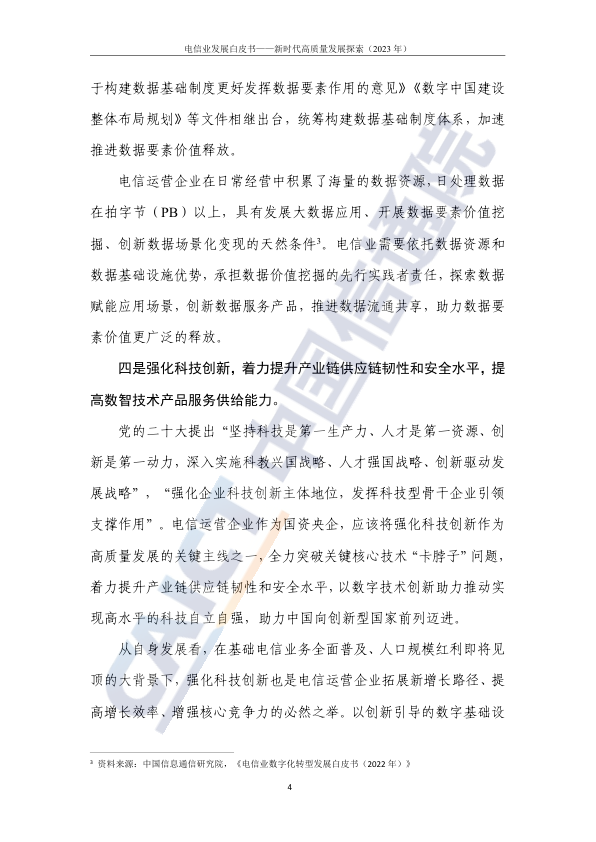 电信业发展白皮书——新时代高质量发展探索（2023 年）
于构建数据基础制度更好发挥数据要素作用的意见》《数字中国建设
整体布局规划》等文件相继出台，统筹构建数据基础制度体系，加速
推进数据要素价值释放。
电信运营企业在日常经营中积累了海量的数据资源，日处理数据
在拍字节（PB）以上，具有发展大数据应用、开展数据要素价值挖
掘、创新数据场景化变现的天然条件3。电信业需要依托数据资源和
数据基础设施优势，承担数据价值挖掘的先行实践者责任，探索数据
赋能应用场景，创新数据服务产品，推进数据流通共享，助力数据要
素价值更广泛的释放。
四是强化科技创新，着力提升产业链供应链韧性和安全水平，提
高数智技术产品服务供给能力。
党的二十大提出“坚持科技是第一生产力、人才是第一资源、创
新是第一动力，深入实施科教兴国战略、人才强国战略、创新驱动发
展战略”，“强化企业科技创新主体地位，发挥科技型骨干企业引领
支撑作用”。电信运营企业作为国资央企，应该将强化科技创新作为
高质量发展的关键主线之一，全力突破关键核心技术“卡脖子”问题，
着力提升产业链供应链韧性和安全水平，以数字技术创新助力推动实
现高水平的科技自立自强，助力中国向创新型国家前列迈进。
从自身发展看，在基础电信业务全面普及、人口规模红利即将见
顶的大背景下，强化科技创新也是电信运营企业拓展新增长路径、提
高增长效率、增强核心竞争力的必然之举。以创新引导的数字基础设
3 资料来源：中国信息通信研究院，《电信业数字化转型发展白皮书（2022 年）》
4
CAICT 中国信通院